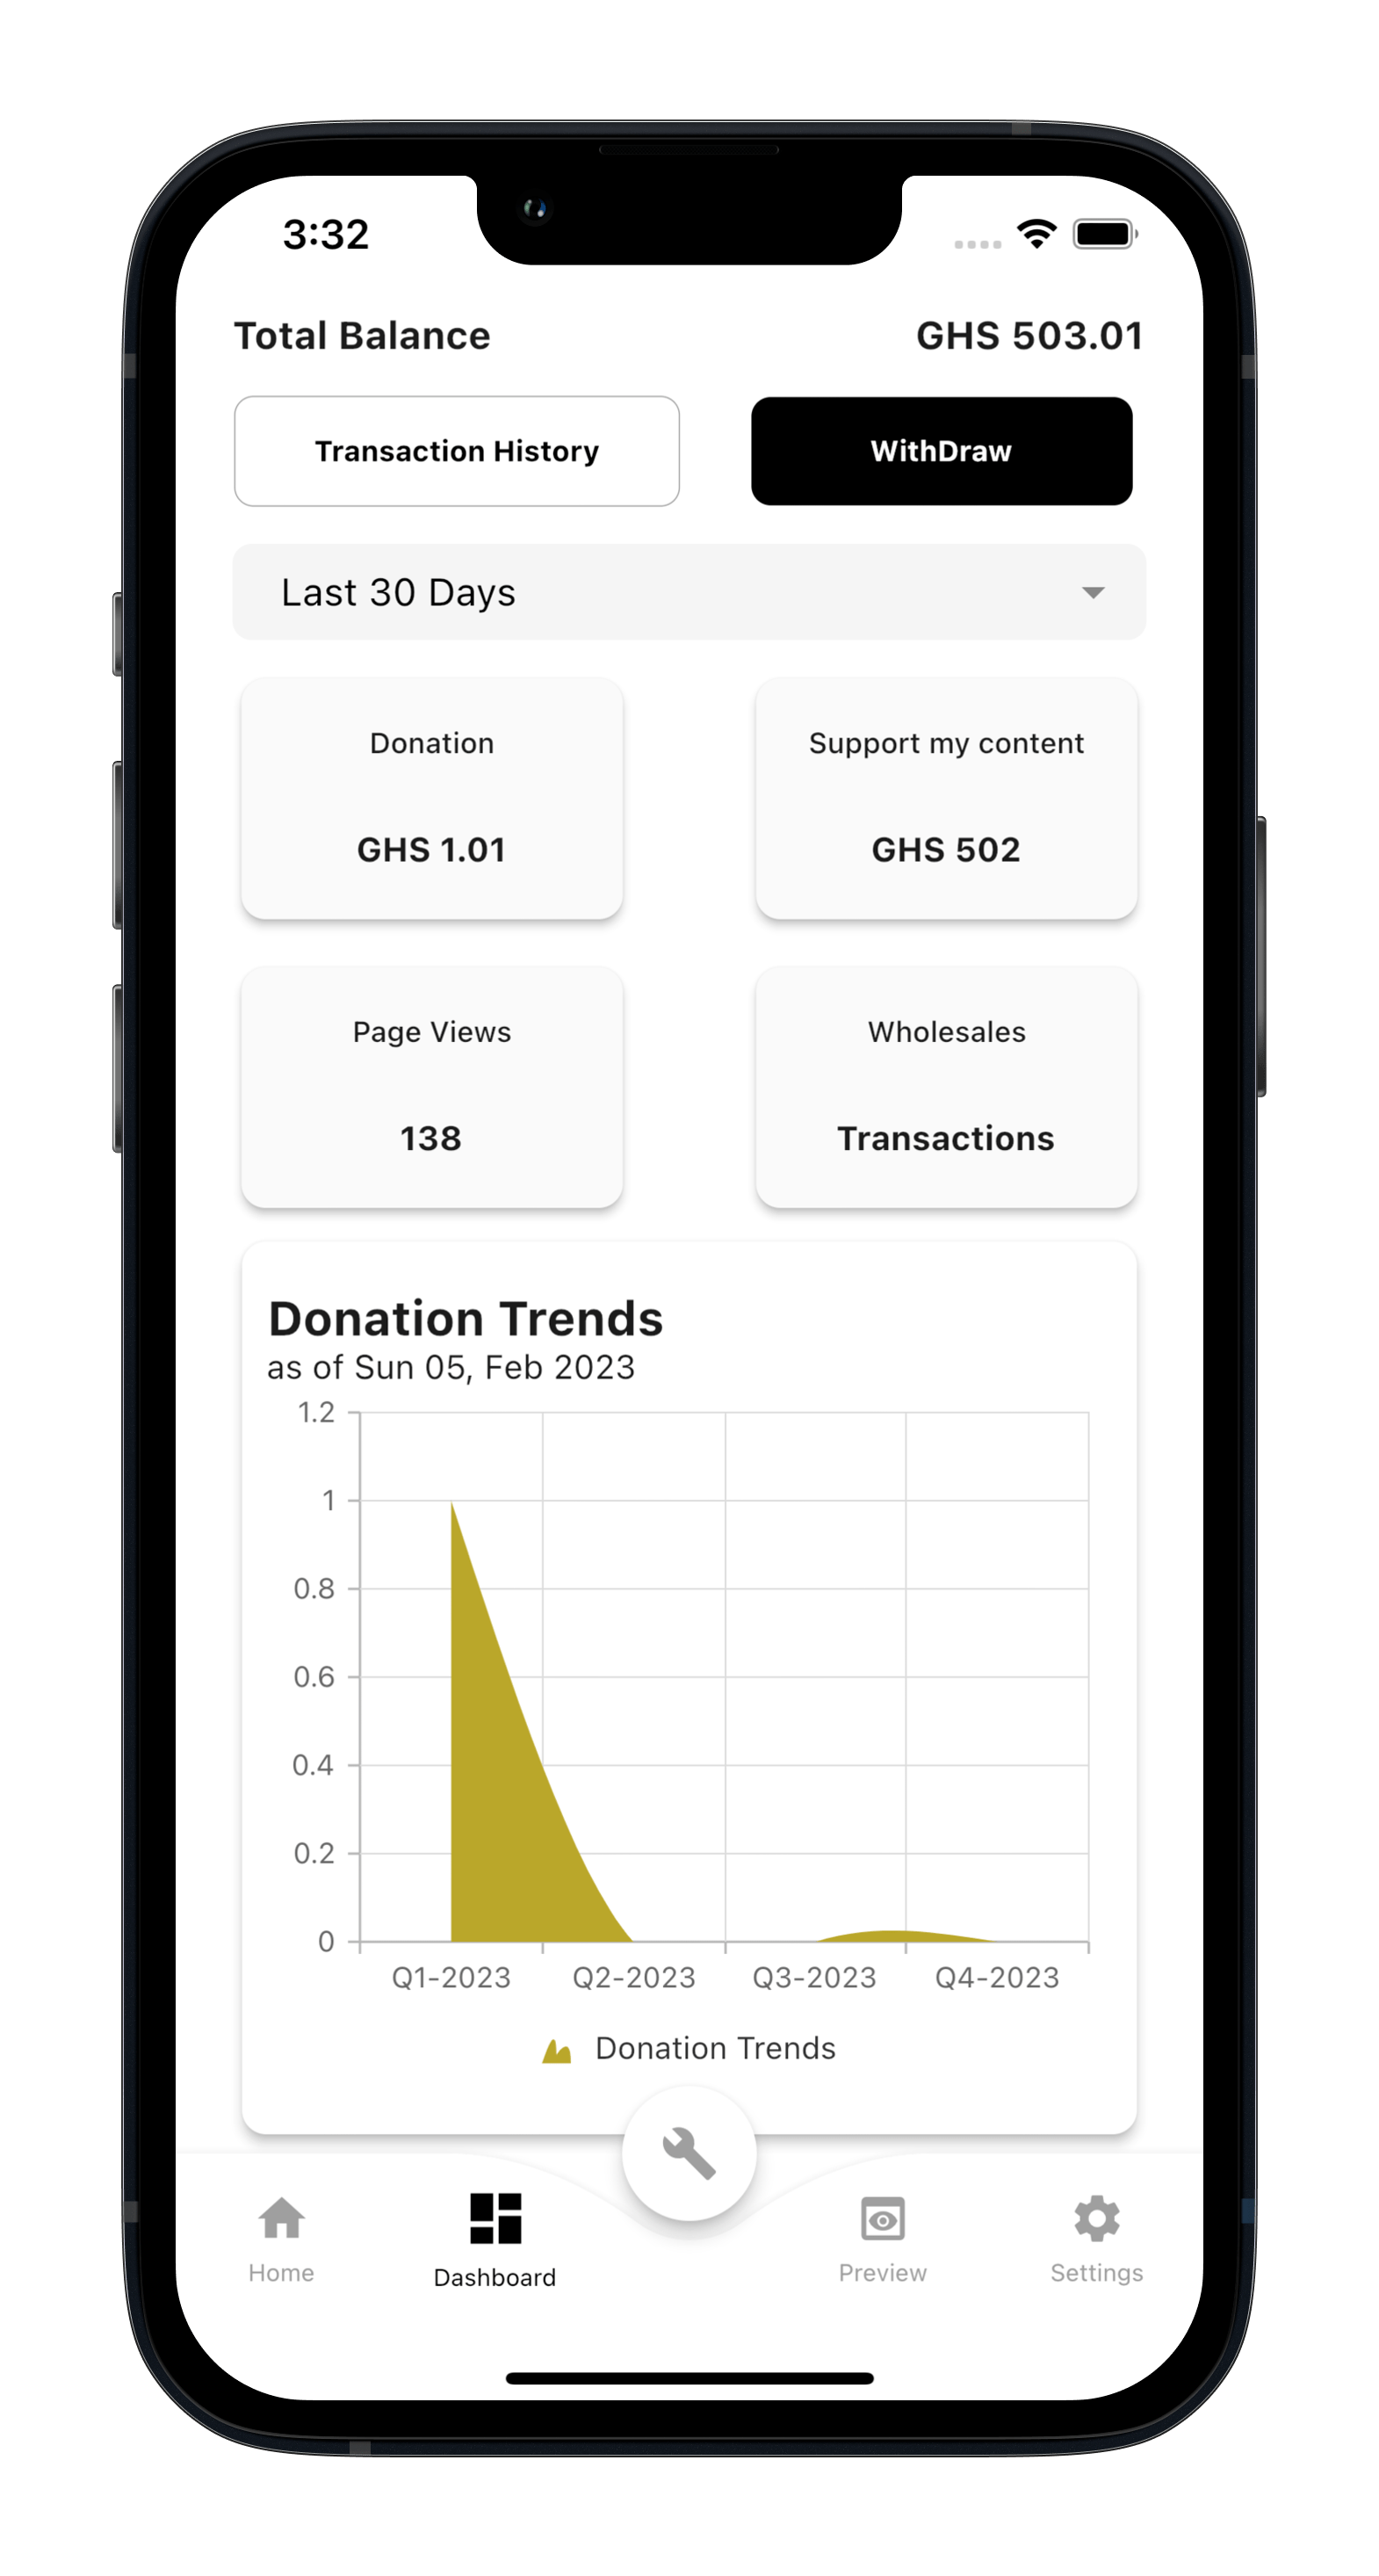 3:32
Total Balance GHS 503.01
Transaction History WithDraw
Last 30 Days
Donation Support my content
GHS 1.01 GHS 502
Page Views Wholesales
138 Transactions
Donation Trends
as of Sun 05, Feb 2023
1.2
1
0.8
0.6
0.4
0.2
0
Q1-2023 Q2-2023 Q3-2023 Q4-2023
Donation Trends
Home Dashboard Preview Settings